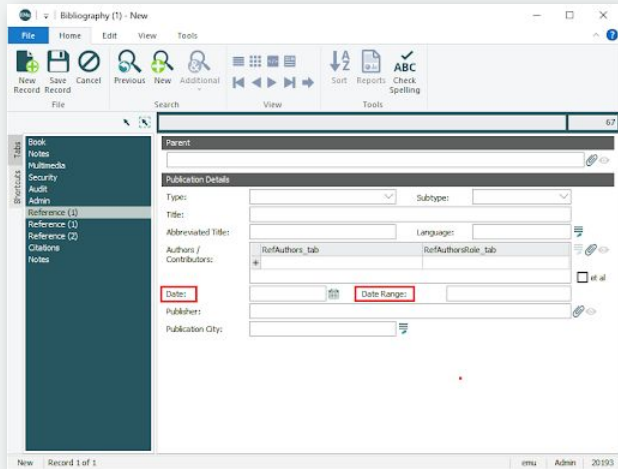 EMu Bibliography (1) - New
File Home Edit View Tools
New Record Save Record Cancel Previous New Additional Sort Reports Check Spelling
File Search View Tools
67
Tabs
Shortcuts
Book
Notes
Multimedia
Security
Audit
Admin
Reference (1)
Reference (1)
Reference (2)
Citations
Notes
Parent
Publication Details
Type: Subtype:
Title:
Abbreviated Title: Language:
Authors / Contributors: RefAuthors_tab RefAuthorsRole_tab
et al
Date: Date Range:
Publisher:
Publication City:
New Record 1 of 1 emu Admin 20193